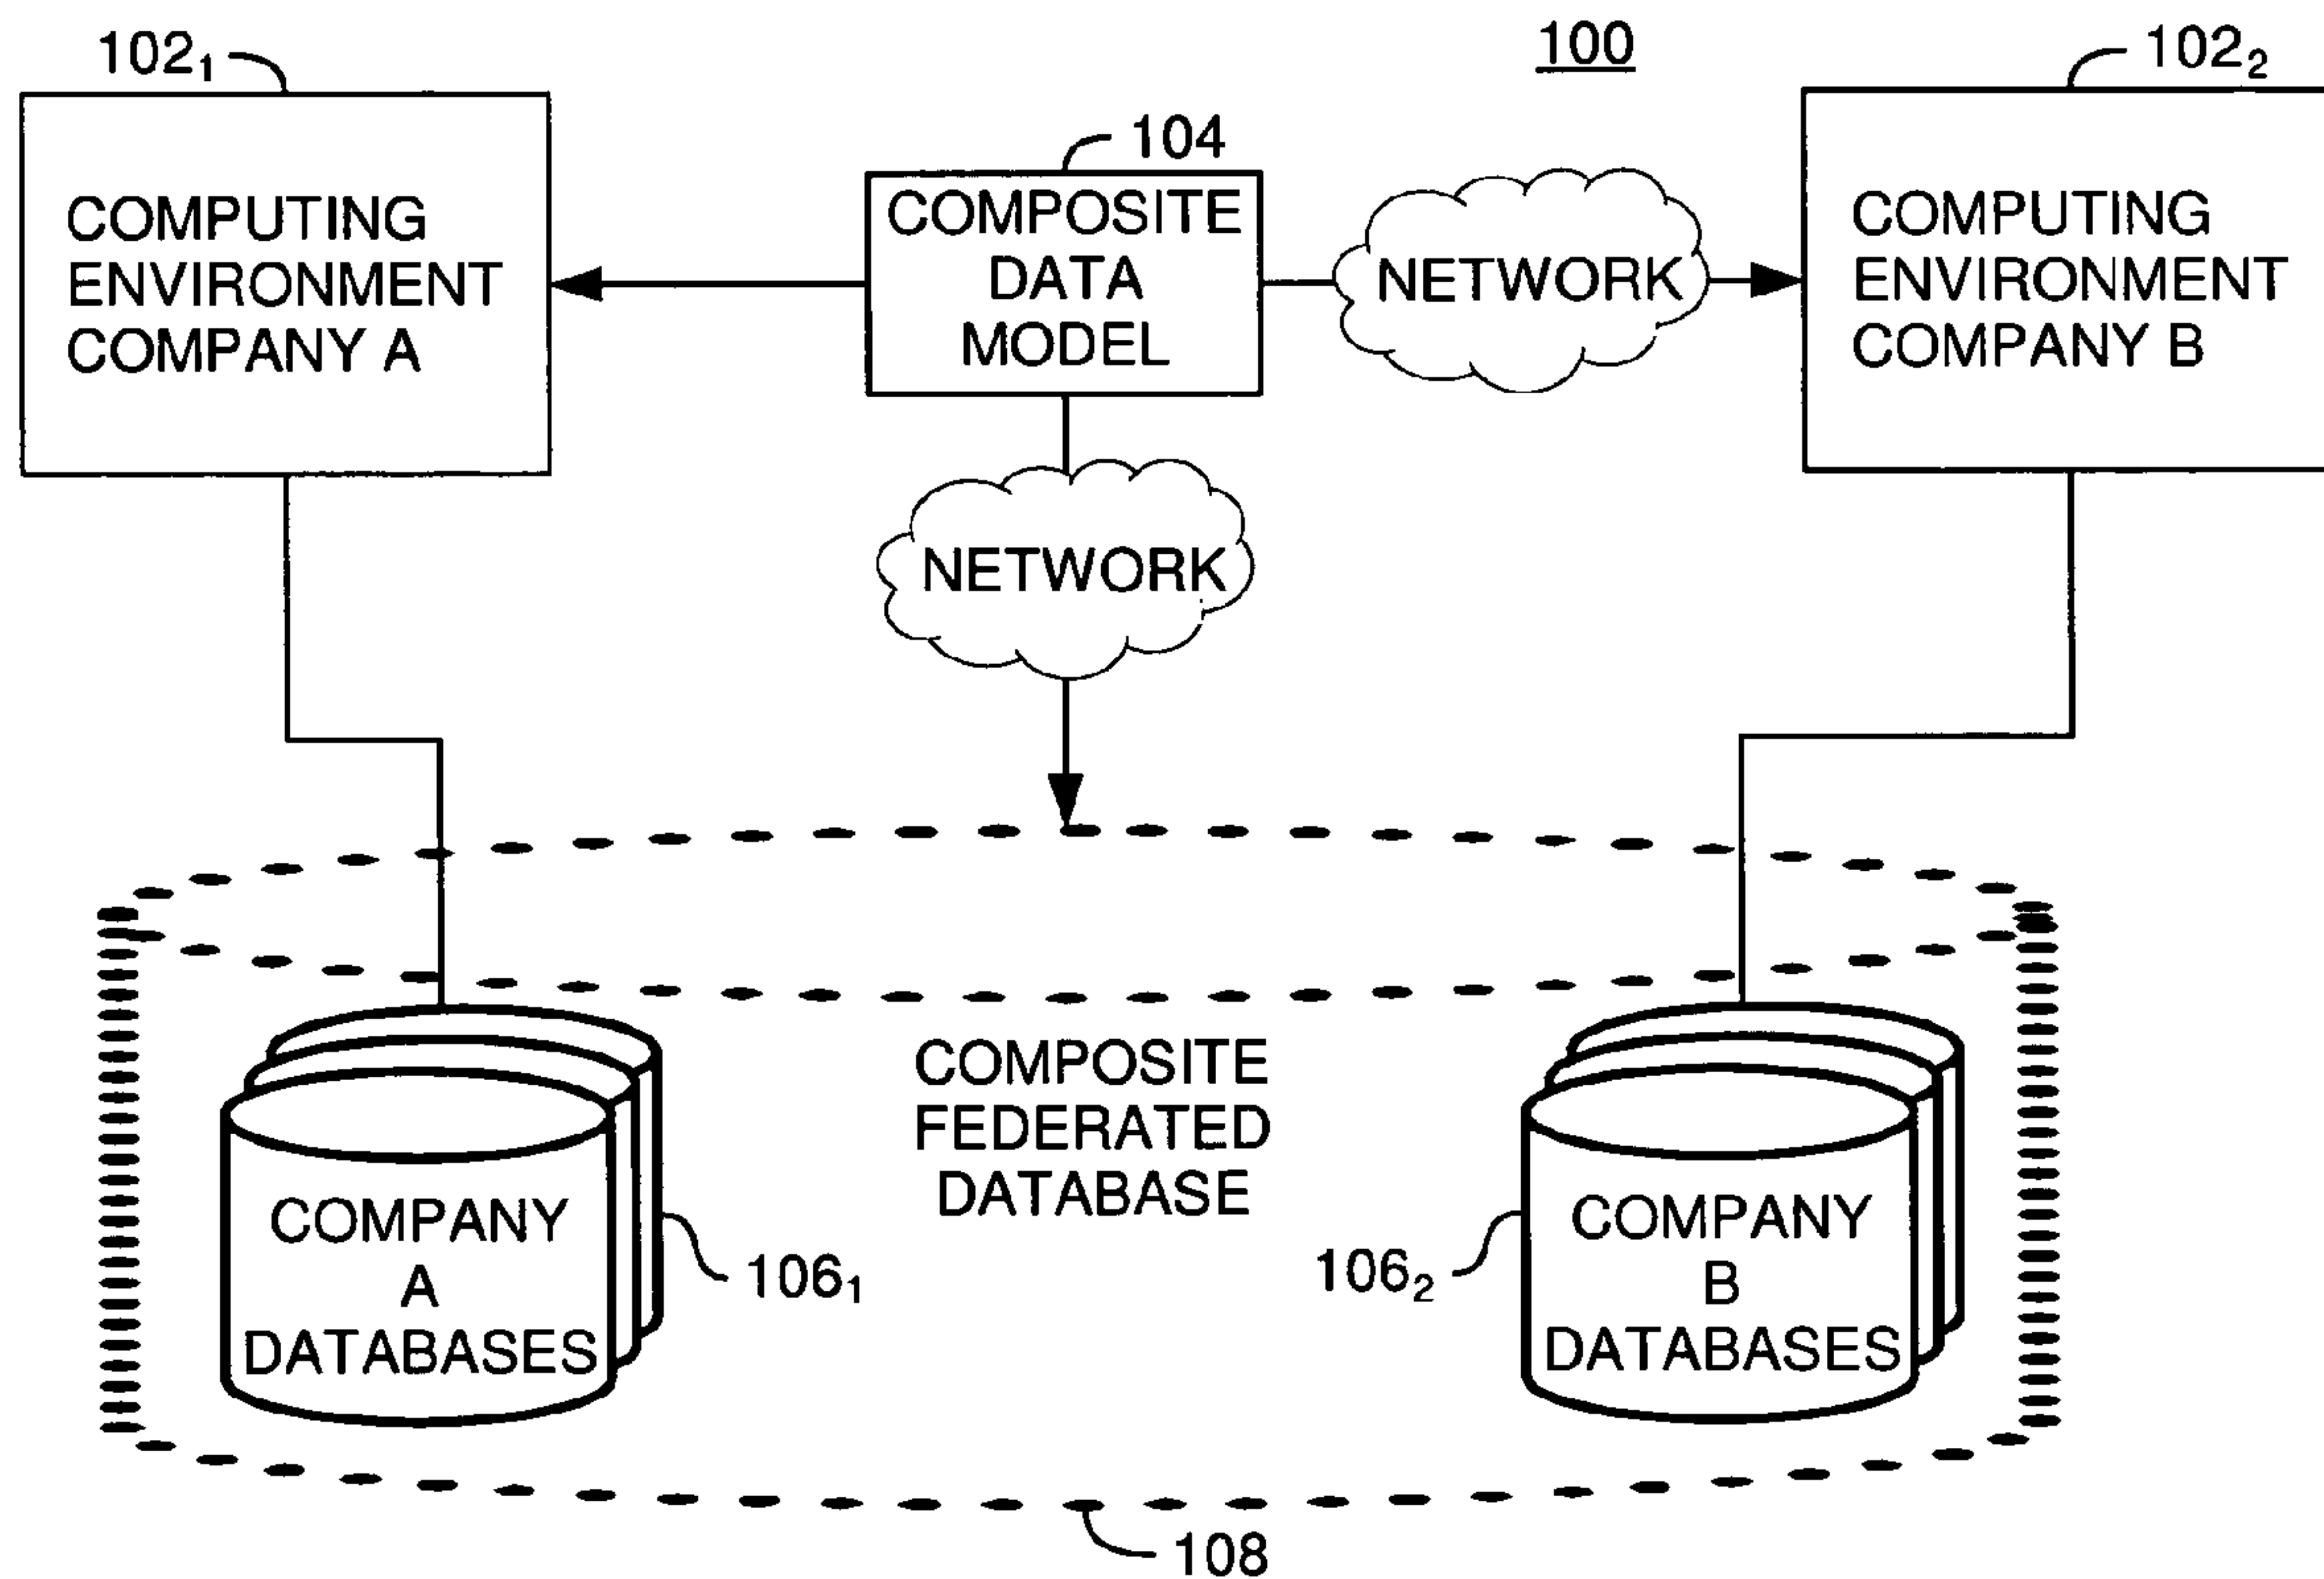 100
102₁
102₂
104
COMPUTING
ENVIRONMENT
COMPANY A
COMPOSITE
DATA
MODEL
NETWORK
COMPUTING
ENVIRONMENT
COMPANY B
NETWORK
COMPOSITE
FEDERATED
DATABASE
COMPANY
A
DATABASES
106₁
106₂
COMPANY
B
DATABASES
108